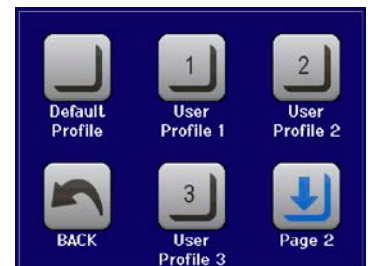 1
2
Default
Profile
User
Profile 1
User
Profile 2
3
BACK
User
Profile 3
Page 2